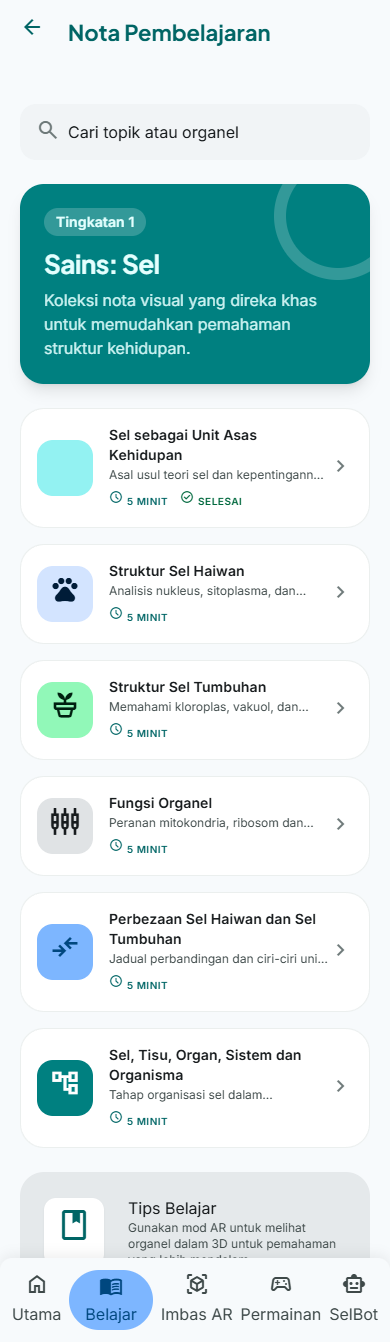 Nota Pembelajaran
Cari topik atau organel
Tingkatan 1
Sains: Sel
Koleksi nota visual yang direka khas
untuk memudahkan pemahaman
struktur kehidupan.
Sel sebagai Unit Asas
Kehidupan
Asal usul teori sel dan kepentingann...
5 MINIT SELESAI
Struktur Sel Haiwan
Analisis nukleus, sitoplasma, dan...
5 MINIT
Struktur Sel Tumbuhan
Memahami kloroplas, vakuol, dan...
5 MINIT
Fungsi Organel
Peranan mitokondria, ribosom dan...
5 MINIT
Perbezaan Sel Haiwan dan Sel
Tumbuhan
Jadual perbandingan dan ciri-ciri uni...
5 MINIT
Sel, Tisu, Organ, Sistem dan
Organisma
Tahap organisasi sel dalam...
5 MINIT
Tips Belajar
Gunakan mod AR untuk melihat
organel dalam 3D untuk pemahaman
Utama Belajar Imbas AR Permainan SelBot